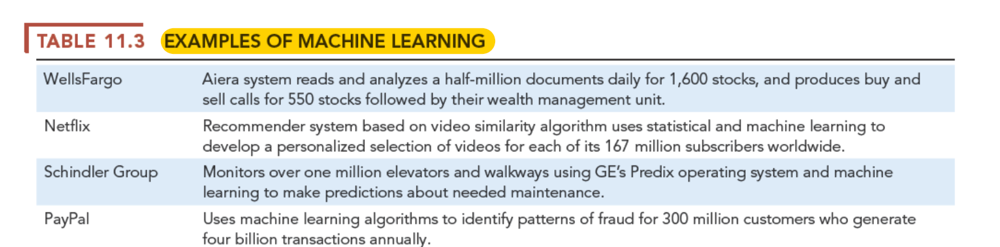 TABLE 11.3 EXAMPLES OF MACHINE LEARNING
WellsFargo Aiera system reads and analyzes a half-million documents daily for 1,600 stocks, and produces buy and
sell calls for 550 stocks followed by their wealth management unit.
Netflix Recommender system based on video similarity algorithm uses statistical and machine learning to
develop a personalized selection of videos for each of its 167 million subscribers worldwide.
Schindler Group Monitors over one million elevators and walkways using GE's Predix operating system and machine
learning to make predictions about needed maintenance.
PayPal Uses machine learning algorithms to identify patterns of fraud for 300 million customers who generate
four billion transactions annually.